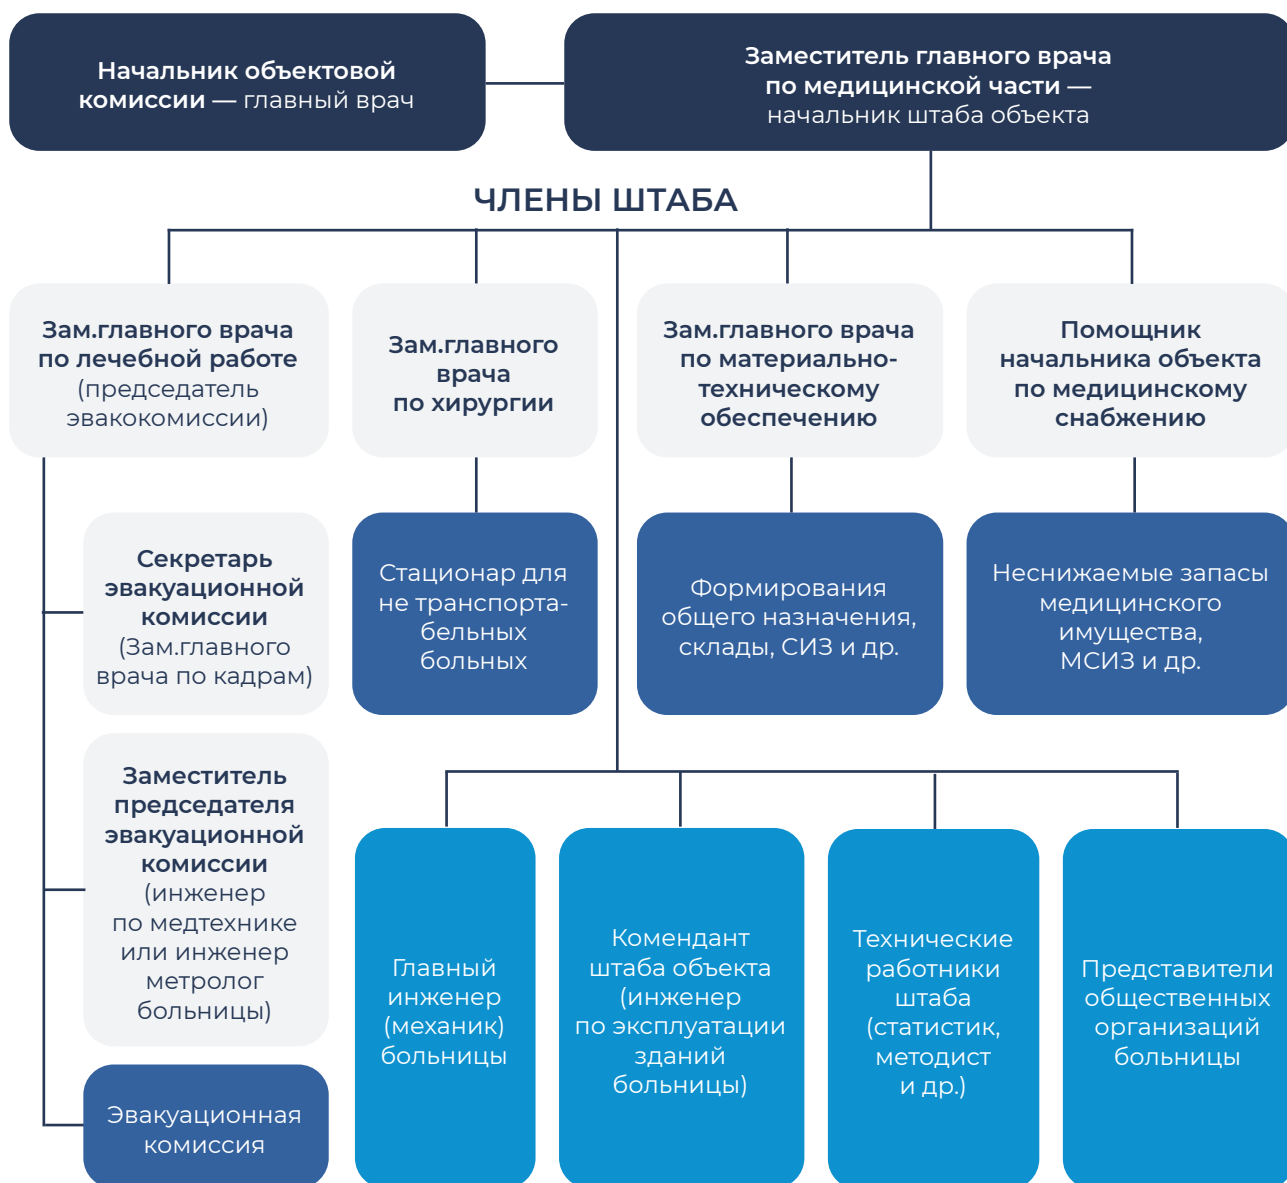 Начальник объектовой
комиссии — главный врач
Заместитель главного врача
по медицинской части —
начальник штаба объекта
ЧЛЕНЫ ШТАБА
Зам.главного врача
по лечебной работе
(председатель
эвакокомиссии)
Зам.главного
врача
по хирургии
Зам.главного врача
по материально-
техническому
обеспечению
Помощник
начальника объекта
по медицинскому
снабжению
Секретарь
эвакуационной
комиссии
(Зам.главного
врача по кадрам)
Стационар для
не транспорта-
бельных
больных
Формирования
общего назначения,
склады, СИЗ и др.
Неснижаемые запасы
медицинского
имущества,
МСИЗ и др.
Заместитель
председателя
эвакуационной
комиссии
(инженер
по медтехнике
или инженер
метролог
больницы)
Эвакуационная
комиссия
Главный
инженер
(механик)
больницы
Комендант
штаба объекта
(инженер
по эксплуатации
зданий
больницы)
Технические
работники
штаба
(статистик,
методист
и др.)
Представители
общественных
организаций
больницы